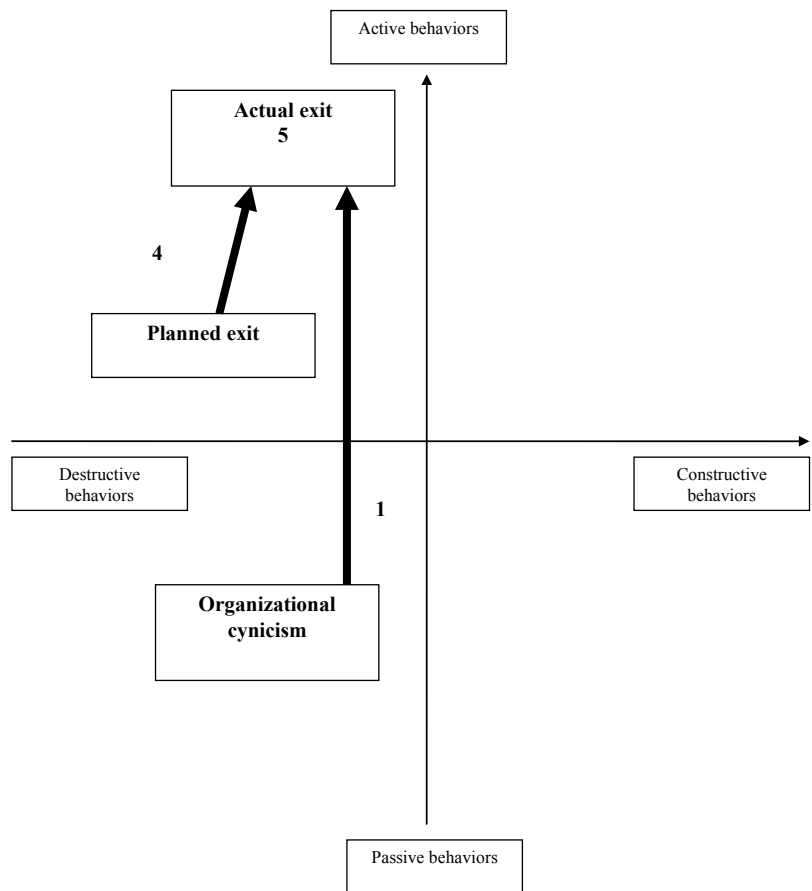 Active behaviors
Actual exit
5
4
Planned exit
Destructive
behaviors
Constructive
behaviors
1
Organizational
cynicism
Passive behaviors